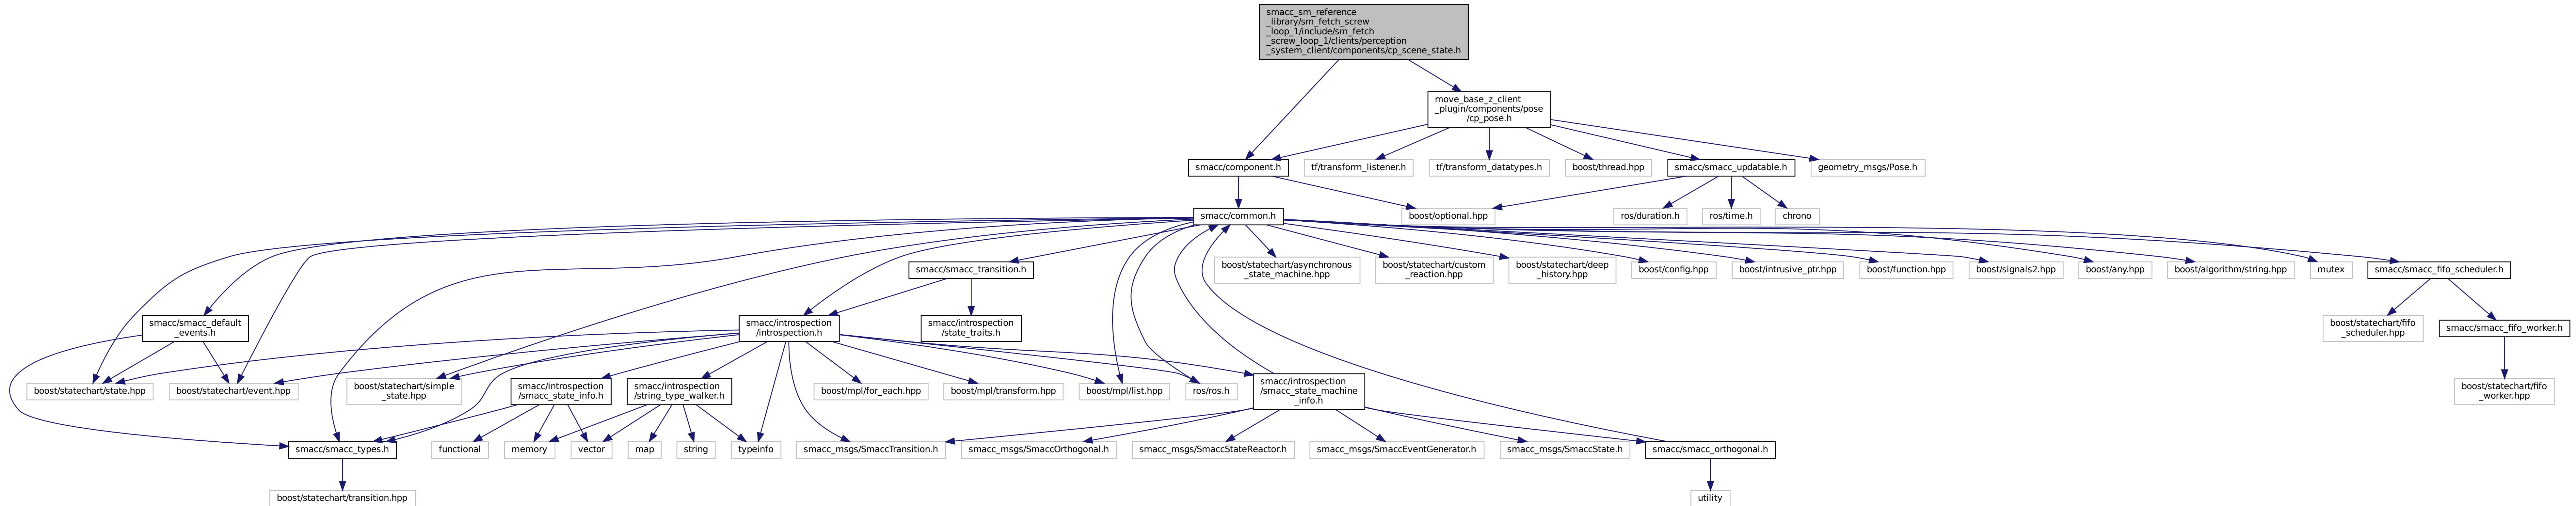 smacc_sm_reference
_library/sm_fetch_screw
_loop_1/include/sm_fetch
_screw_loop_1/clients/perception
_system_client/components/cp_scene_state.h
move_base_z_client
_plugin/components/pose
/cp_pose.h
smacc/component.h
tf/transform_listener.h
tf/transform_datatypes.h
boost/thread.hpp
smacc/smacc_updatable.h
geometry_msgs/Pose.h
smacc/common.h
boost/optional.hpp
ros/duration.h
ros/time.h
chrono
smacc/smacc_transition.h
boost/statechart/asynchronous
_state_machine.hpp
boost/statechart/custom
_reaction.hpp
boost/statechart/deep
_history.hpp
boost/config.hpp
boost/intrusive_ptr.hpp
boost/function.hpp
boost/signals2.hpp
boost/any.hpp
boost/algorithm/string.hpp
mutex
smacc/smacc_fifo_scheduler.h
smacc/smacc_default
_events.h
smacc/introspection
/introspection.h
smacc/introspection
/state_traits.h
boost/statechart/fifo
_scheduler.hpp
smacc/smacc_fifo_worker.h
boost/statechart/state.hpp
boost/statechart/event.hpp
boost/statechart/simple
_state.hpp
smacc/introspection
/smacc_state_info.h
smacc/introspection
/string_type_walker.h
boost/mpl/for_each.hpp
boost/mpl/transform.hpp
boost/mpl/list.hpp
ros/ros.h
smacc/introspection
/smacc_state_machine
_info.h
boost/statechart/fifo
_worker.hpp
smacc/smacc_types.h
functional
memory
vector
map
string
typeinfo
smacc_msgs/SmaccTransition.h
smacc_msgs/SmaccOrthogonal.h
smacc_msgs/SmaccStateReactor.h
smacc_msgs/SmaccEventGenerator.h
smacc_msgs/SmaccState.h
smacc/smacc_orthogonal.h
boost/statechart/transition.hpp
utility